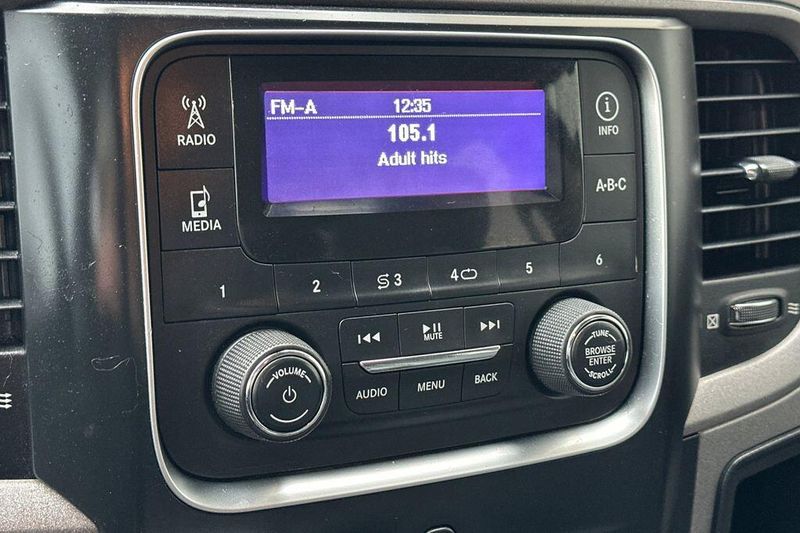 FM-A 12:35
105.1
Adult hits
RADIO
MEDIA
INFO
A·B·C
1 2 3 4 5 6
MUTE
AUDIO MENU BACK
VOLUME
TUNE
BROWSE
ENTER
SCROLL